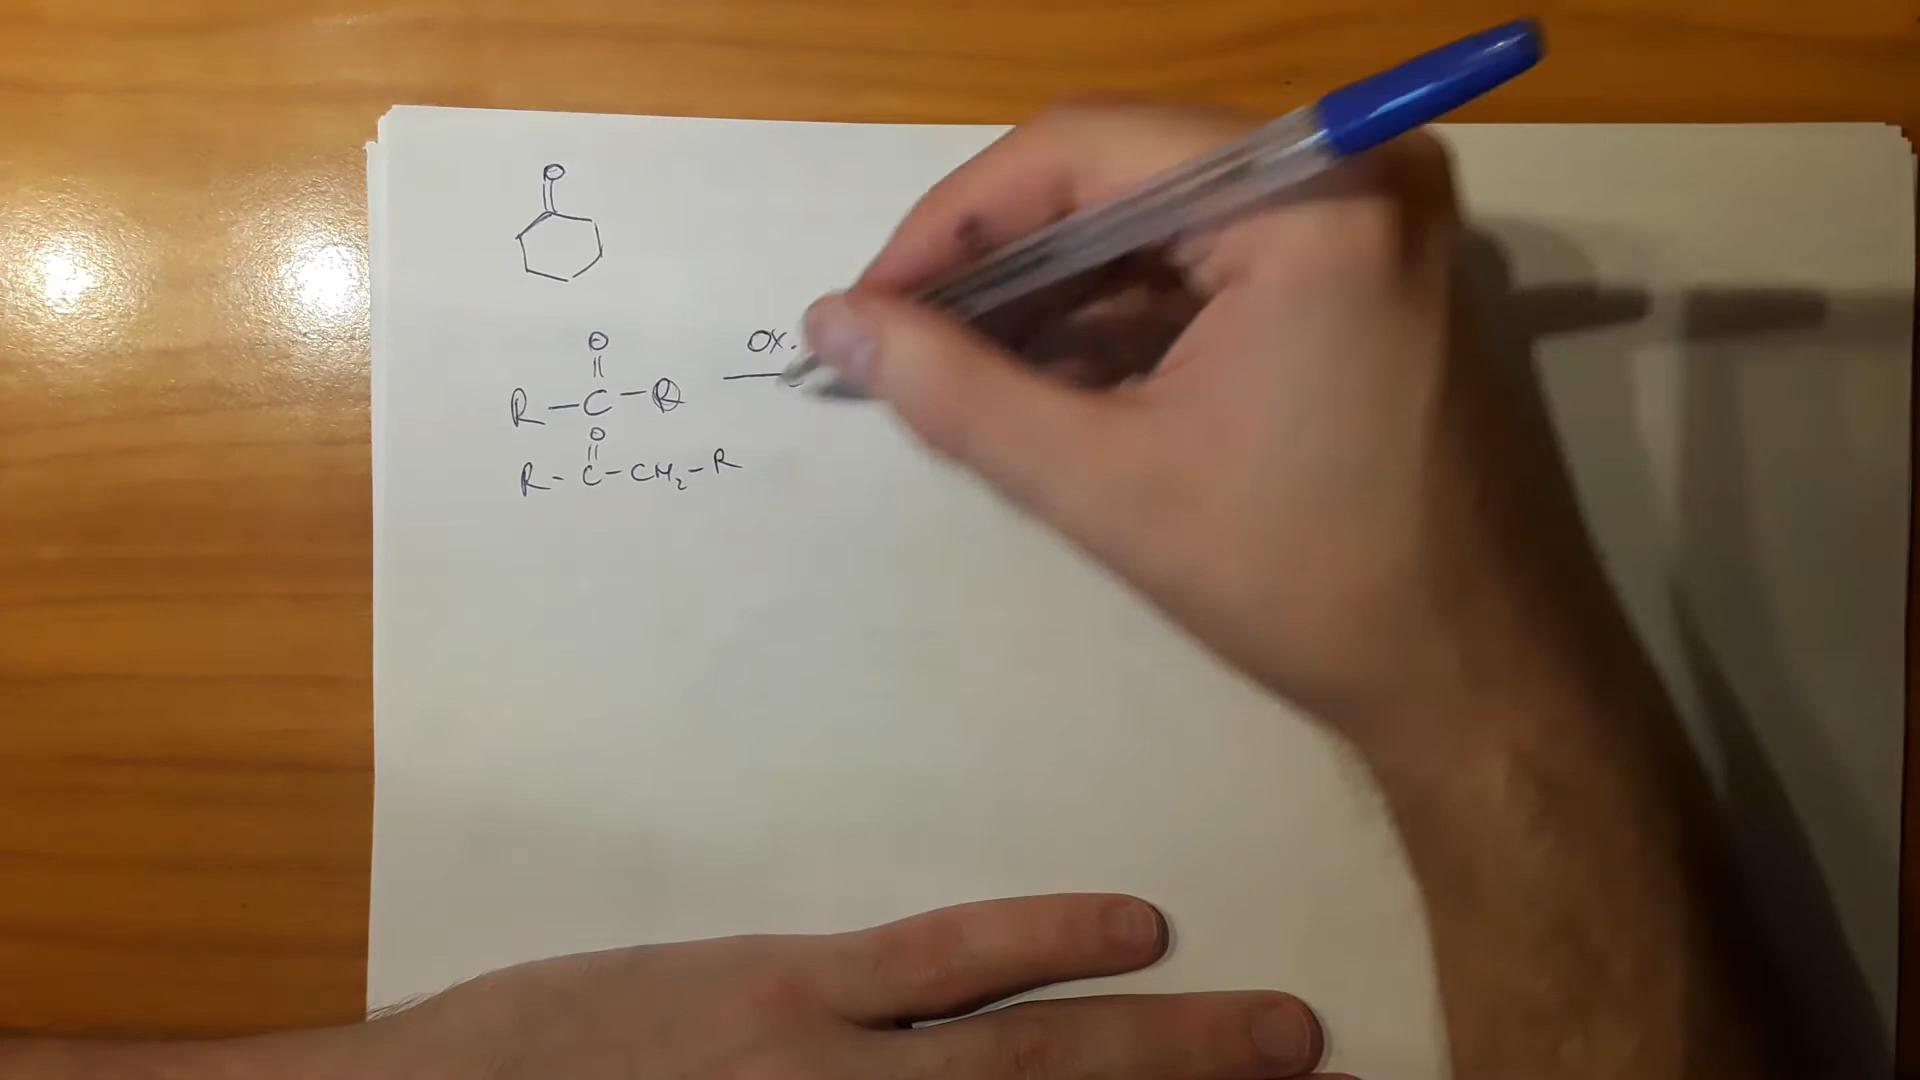 O
O
||
R-C-R ox.
O
||
R-C-CH₂-R